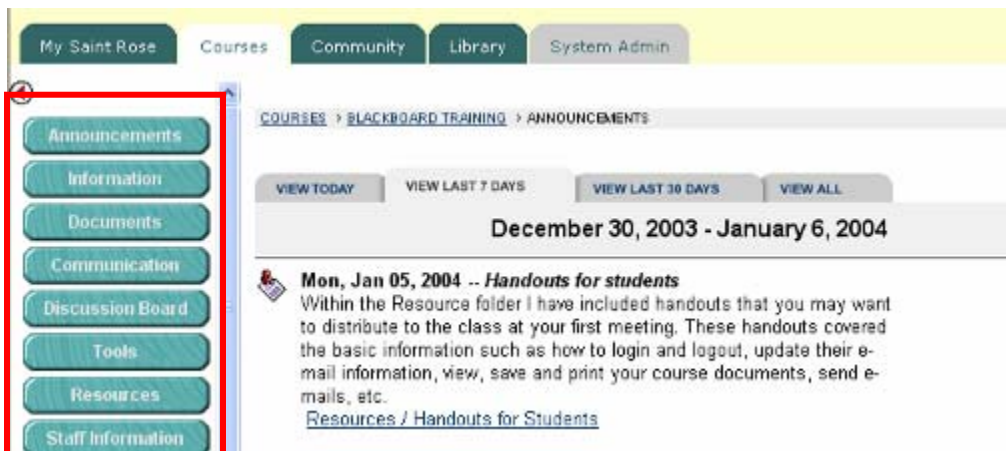 My Saint Rose Courses Community Library System Admin
Announcements
Information
Documents
Communication
Discussion Board
Tools
Resources
Staff Information
COURSES > BLACKBOARD TRAINING > ANNOUNCEMENTS
VIEW TODAY VIEW LAST 7 DAYS VIEW LAST 30 DAYS VIEW ALL
December 30, 2003 - January 6, 2004
Mon, Jan 05, 2004 -- Handouts for students
Within the Resource folder I have included handouts that you may want
to distribute to the class at your first meeting. These handouts covered
the basic information such as how to login and logout, update their e-
mail information, view, save and print your course documents, send e-
mails, etc.
Resources / Handouts for Students